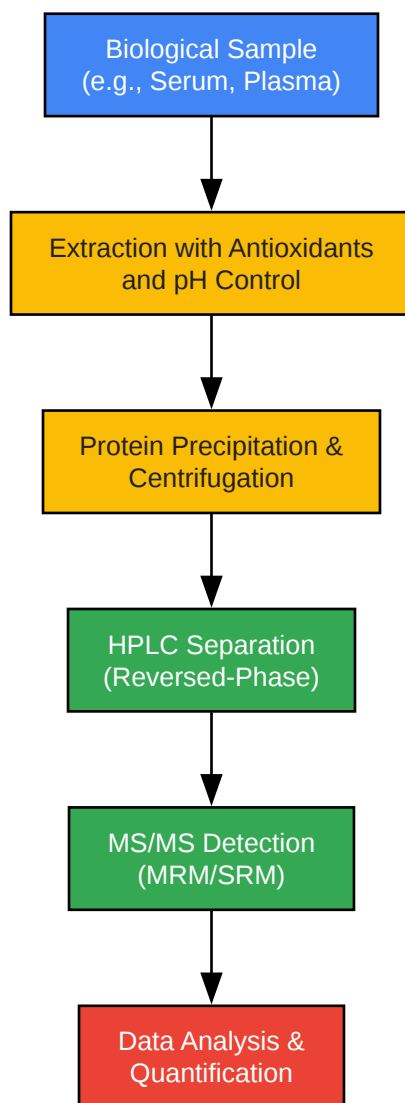 Biological Sample
(e.g., Serum, Plasma)
Extraction with Antioxidants
and pH Control
Protein Precipitation &
Centrifugation
HPLC Separation
(Reversed-Phase)
MS/MS Detection
(MRM/SRM)
Data Analysis &
Quantification